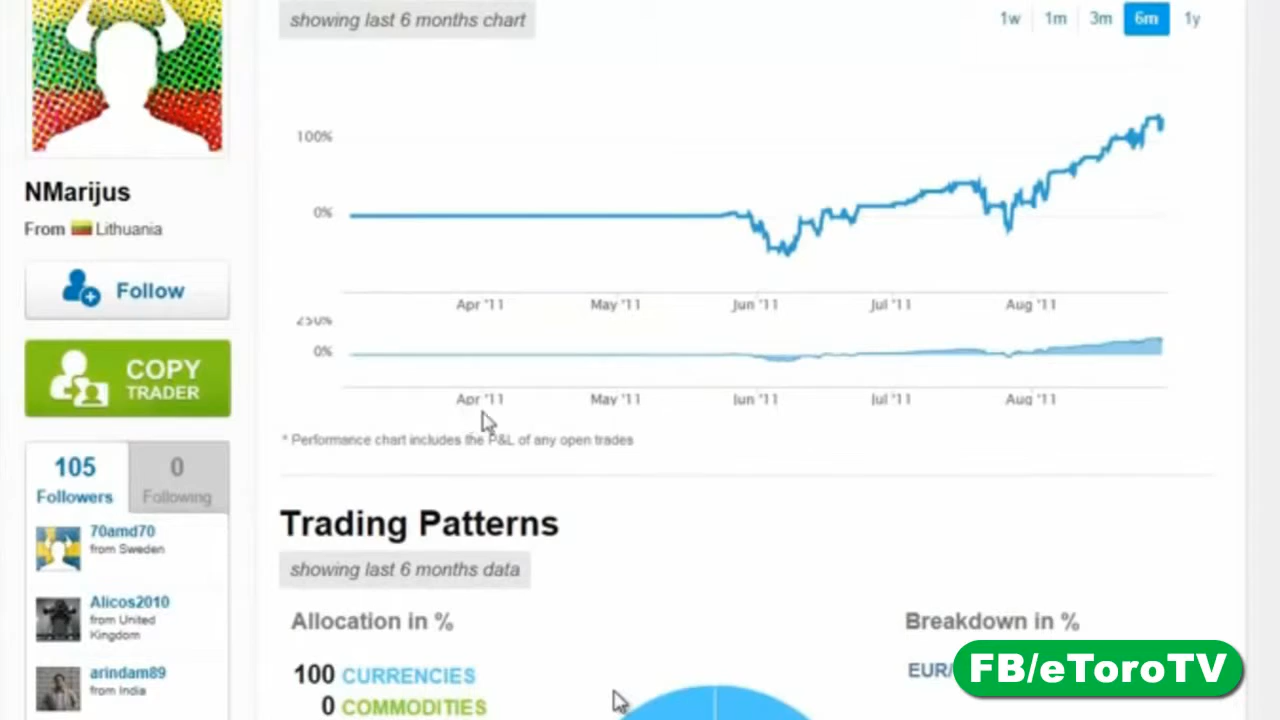 showing last 6 months chart
1w 1m 3m 6m 1y
100%
0%
Apr '11 May '11 Jun '11 Jul '11 Aug '11
250%
0%
Apr '11 May '11 Jun '11 Jul '11 Aug '11
* Performance chart includes the P&L of any open trades
NMarijus
From Lithuania
Follow
COPY
TRADER
105
Followers
0
Following
70amd70
from Sweden
Alicos2010
from United
Kingdom
arindam89
from India
Trading Patterns
showing last 6 months data
Allocation in %
100 CURRENCIES
0 COMMODITIES
Breakdown in %
EUR/
FB/eToroTV